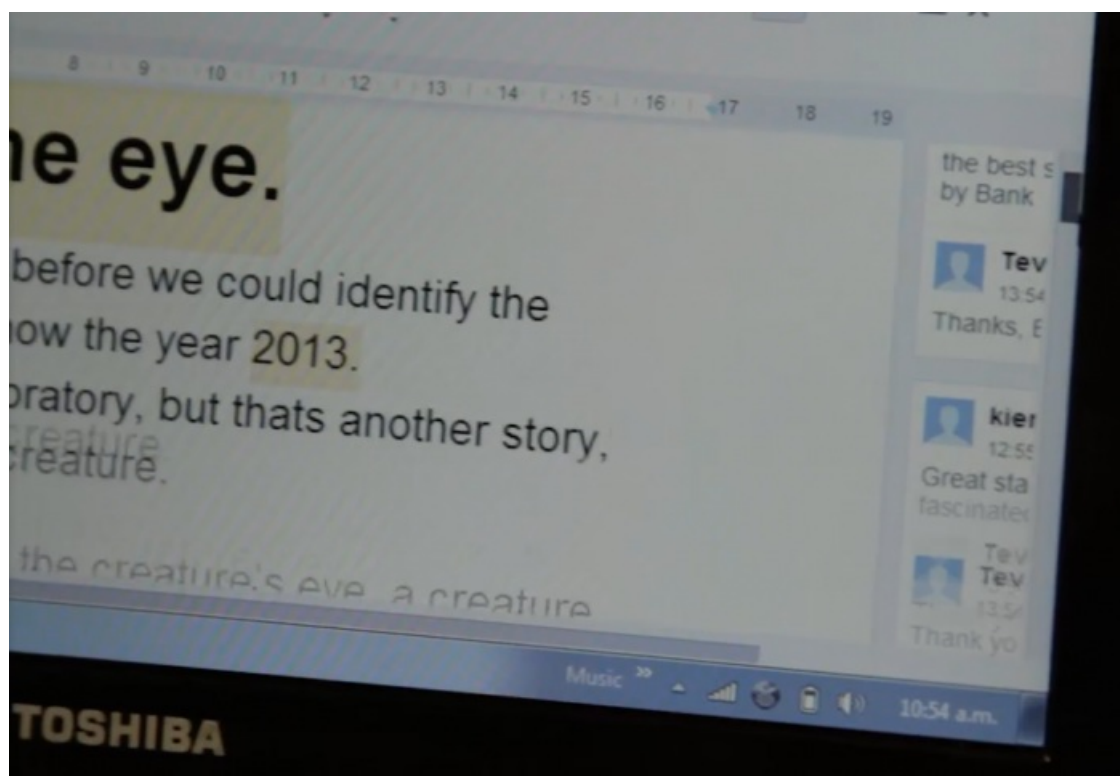 8 9 10 11 12 13 14 15 16 17 18 19
he eye.
before we could identify the
now the year 2013.
oratory, but thats another story,
creature
creature.
the creature's eye, a creature
the best s
by Bank
Tev
13:54
Thanks, E
kier
12:55
Great sta
fascinated
Tev
Tev
13:54
Thank yo
Music »
10:54 a.m.
TOSHIBA